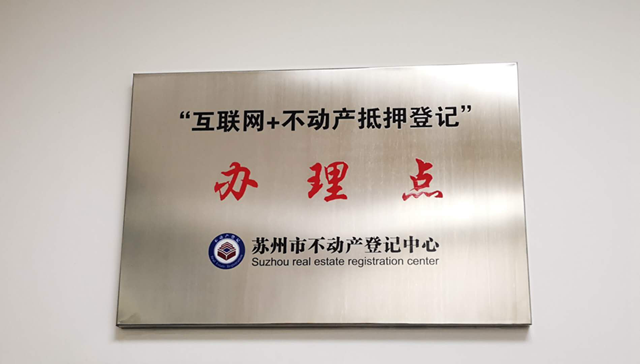 “互联网+不动产抵押登记”
办理点
苏州市不动产登记中心
Suzhou real estate registration center